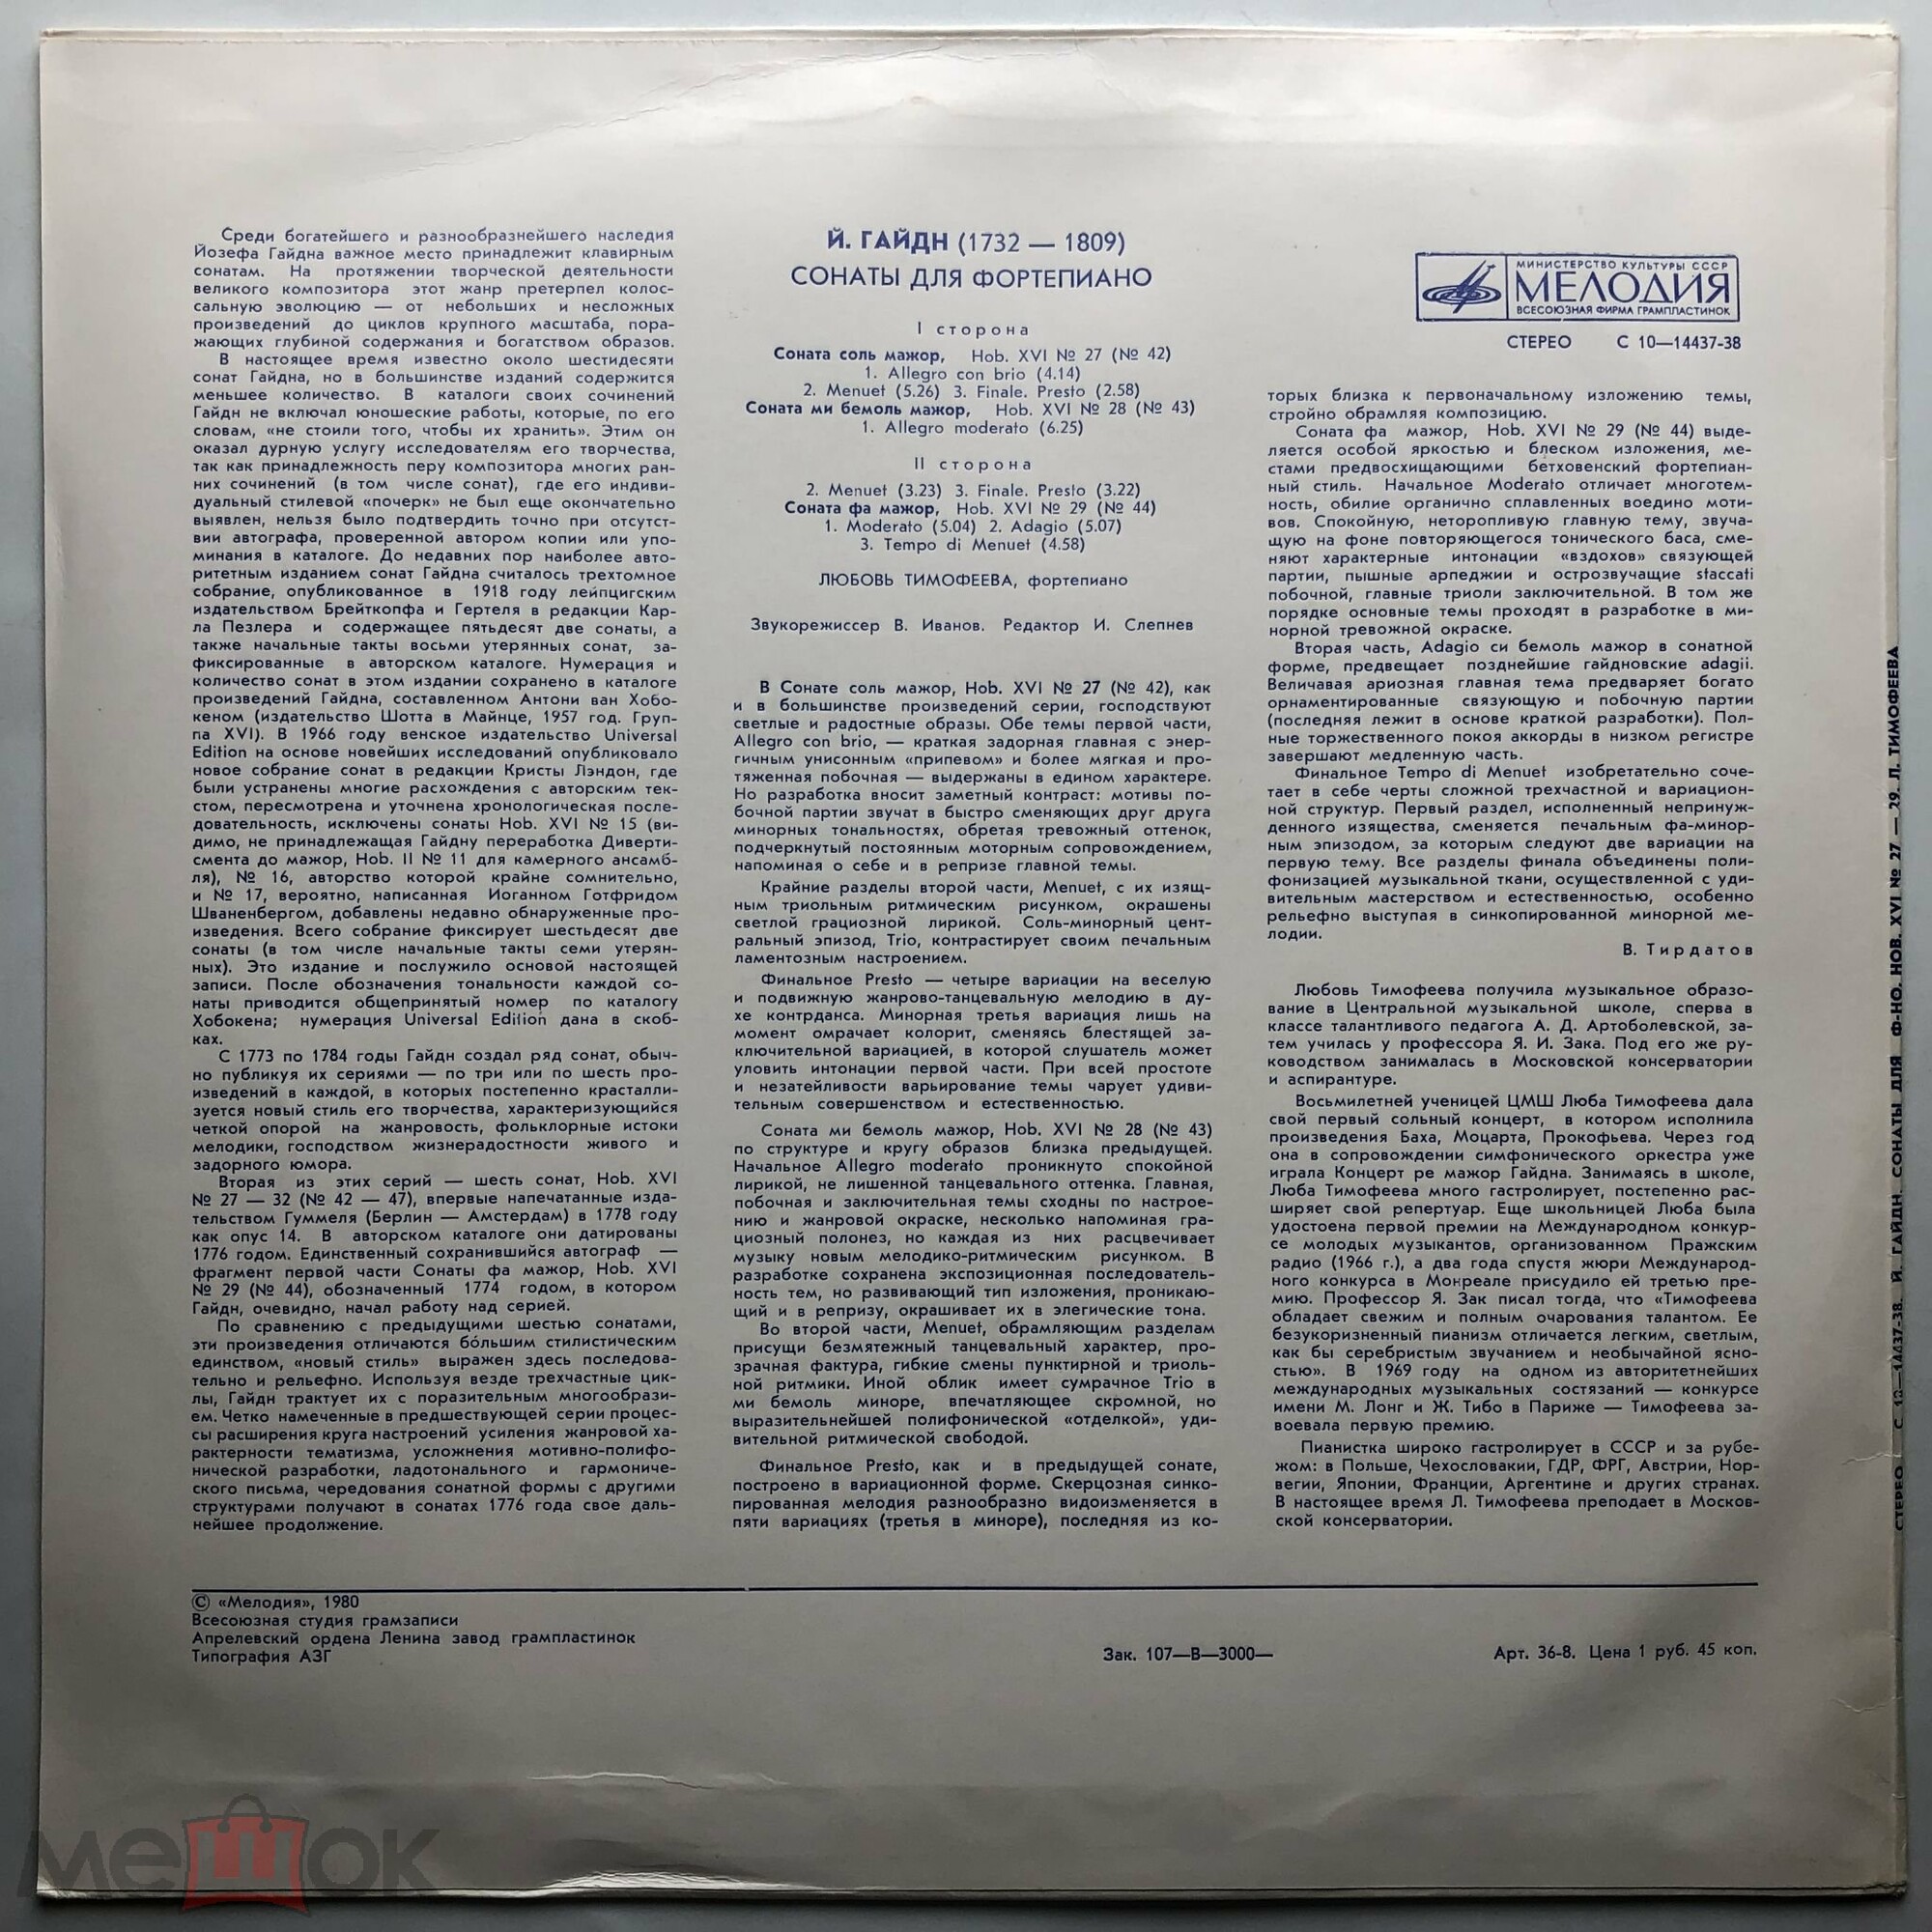 Среди богатейшего и разнообразнейшего наследия
Йозефа Гайдна важное место принадлежит клавирным
сонатам. На протяжении творческой деятельности
великого композитора этот жанр претерпел колос-
сальную эволюцию — от небольших и несложных
произведений до циклов крупного масштаба, пора-
жающих глубиной содержания и богатством образов.
В настоящее время известно около шестидесяти
сонат Гайдна, но в большинстве изданий содержится
меньшее количество. В каталоги своих сочинений
Гайдн не включал юношеские работы, которые, по его
словам, «не стоили того, чтобы их хранить». Этим он
оказал дурную услугу исследователям его творчества,
так как принадлежность перу композитора многих ран-
них сочинений (в том числе сонат), где его индиви-
дуальный стилевой «почерк» не был еще окончательно
выявлен, нельзя было подтвердить точно при отсутст-
вии автографа, проверенной автором копии или упо-
минания в каталоге. До недавних пор наиболее авто-
ритетным изданием сонат Гайдна считалось трехтомное
собрание, опубликованное в 1918 году лейпцигским
издательством Брейткопфа и Гертеля в редакции Кар-
ла Пезлера и содержащее пятьдесят две сонаты, а
также начальные такты восьми утерянных сонат, за-
фиксированные в авторском каталоге. Нумерация и
количество сонат в этом издании сохранено в каталоге
произведений Гайдна, составленном Антони ван Хобо-
кеном (издательство Шотта в Майнце, 1957 год. Груп-
па XVI). В 1966 году венское издательство Universal
Edition на основе новейших исследований опубликовало
новое собрание сонат в редакции Кристы Лэндон, где
были устранены многие расхождения с авторским тек-
стом, пересмотрена и уточнена хронологическая после-
довательность, исключены сонаты Hob. XVI № 15 (ви-
димо, не принадлежащая Гайдну переработка Диверти-
смента до мажор, Hob. II № 11 для камерного ансамб-
ля), № 16, авторство которой крайне сомнительно,
и № 17, вероятно, написанная Иоганном Готфридом
Шваненбергом, добавлены недавно обнаруженные про-
изведения. Всего собрание фиксирует шестьдесят две
сонаты (в том числе начальные такты семи утерян-
ных). Это издание и послужило основой настоящей
записи. После обозначения тональности каждой со-
наты приводится общепринятый номер по каталогу
Хобокена; нумерация Universal Edition дана в скоб-
ках.
С 1773 по 1784 годы Гайдн создал ряд сонат, обыч-
но публикуя их сериями — по три или по шесть про-
изведений в каждой, в которых постепенно кристалли-
зуется новый стиль его творчества, характеризующийся
четкой опорой на жанровость, фольклорные истоки
мелодики, господством жизнерадостности живого и
задорного юмора.
Вторая из этих серий — шесть сонат, Hob. XVI
№ 27 — 32 (№ 42 — 47), впервые напечатанные изда-
тельством Гуммеля (Берлин — Амстердам) в 1778 году
как опус 14. В авторском каталоге они датированы
1776 годом. Единственный сохранившийся автограф —
фрагмент первой части Сонаты фа мажор, Hob. XVI
№ 29 (№ 44), обозначенный 1774 годом, в котором
Гайдн, очевидно, начал работу над серией.
По сравнению с предыдущими шестью сонатами,
эти произведения отличаются бо́льшим стилистическим
единством, «новый стиль» выражен здесь последова-
тельно и рельефно. Используя везде трехчастные цик-
лы, Гайдн трактует их с поразительным многообрази-
ем. Четко намеченные в предшествующей серии процес-
сы расширения круга настроений усиления жанровой ха-
рактерности тематизма, усложнения мотивно-полифо-
нической разработки, ладотонального и гармониче-
ского письма, чередования сонатной формы с другими
структурами получают в сонатах 1776 года свое даль-
нейшее продолжение.
Й. ГАЙДН (1732 — 1809)
СОНАТЫ ДЛЯ ФОРТЕПИАНО
I сторона
Соната соль мажор, Hob. XVI № 27 (№ 42)
1. Allegro con brio (4.14)
2. Menuet (5.26) 3. Finale. Presto (2.58)
Соната ми бемоль мажор, Hob. XVI № 28 (№ 43)
1. Allegro moderato (6.25)
II сторона
2. Menuet (3.23) 3. Finale. Presto (3.22)
Соната фа мажор, Hob. XVI № 29 (№ 44)
1. Moderato (5.04) 2. Adagio (5.07)
3. Tempo di Menuet (4.58)
ЛЮБОВЬ ТИМОФЕЕВА, фортепиано
Звукорежиссер В. Иванов. Редактор И. Слепнев
В Сонате соль мажор, Hob. XVI № 27 (№ 42), как
и в большинстве произведений серии, господствуют
светлые и радостные образы. Обе темы первой части,
Allegro con brio, — краткая задорная главная с энер-
гичным унисонным «припевом» и более мягкая и про-
тяженная побочная — выдержаны в едином характере.
Но разработка вносит заметный контраст: мотивы по-
бочной партии звучат в быстро сменяющих друг друга
минорных тональностях, обретая тревожный оттенок,
подчеркнутый постоянным моторным сопровождением,
напоминая о себе и в репризе главной темы.
Крайние разделы второй части, Menuet, с их изящ-
ным триольным ритмическим рисунком, окрашены
светлой грациозной лирикой. Соль-минорный цент-
ральный эпизод, Trio, контрастирует своим печальным
ламентозным настроением.
Финальное Presto — четыре вариации на веселую
и подвижную жанрово-танцевальную мелодию в ду-
хе контрданса. Минорная третья вариация лишь на
момент омрачает колорит, сменяясь блестящей за-
ключительной вариацией, в которой слушатель может
уловить интонации первой части. При всей простоте
и незатейливости варьирование темы чарует удиви-
тельным совершенством и естественностью.
Соната ми бемоль мажор, Hob. XVI № 28 (№ 43)
по структуре и кругу образов близка предыдущей.
Начальное Allegro moderato проникнуто спокойной
лирикой, не лишенной танцевального оттенка. Главная,
побочная и заключительная темы сходны по настрое-
нию и жанровой окраске, несколько напоминая гра-
циозный полонез, но каждая из них расцвечивает
музыку новым мелодико-ритмическим рисунком. В
разработке сохранена экспозиционная последователь-
ность тем, но развивающий тип изложения, проникаю-
щий и в репризу, окрашивает их в элегические тона.
Во второй части, Menuet, обрамляющим разделам
присущи безмятежный танцевальный характер, про-
зрачная фактура, гибкие смены пунктирной и триоль-
ной ритмики. Иной облик имеет сумрачное Trio в
ми бемоль миноре, впечатляющее скромной, но
выразительнейшей полифонической «отделкой», уди-
вительной ритмической свободой.
Финальное Presto, как и в предыдущей сонате,
построено в вариационной форме. Скерцозная синко-
пированная мелодия разнообразно видоизменяется в
пяти вариациях (третья в миноре), последняя из ко-
МИНИСТЕРСТВО КУЛЬТУРЫ СССР
МЕЛОДИЯ
ВСЕСОЮЗНАЯ ФИРМА ГРАМПЛАСТИНОК
СТЕРЕО С 10—14437-38
торых близка к первоначальному изложению темы,
стройно обрамляя композицию.
Соната фа мажор, Hob. XVI № 29 (№ 44) выде-
ляется особой яркостью и блеском изложения, ме-
стами предвосхищающими бетховенский фортепиан-
ный стиль. Начальное Moderato отличает многотем-
ность, обилие органично сплавленных воедино моти-
вов. Спокойную, неторопливую главную тему, звуча-
щую на фоне повторяющегося тонического баса, сме-
няют характерные интонации «вздохов» связующей
партии, пышные арпеджии и острозвучащие staccati
побочной, главные триоли заключительной. В том же
порядке основные темы проходят в разработке в ми-
норной тревожной окраске.
Вторая часть, Adagio си бемоль мажор в сонатной
форме, предвещает позднейшие гайдновские adagii.
Величавая ариозная главная тема предваряет богато
орнаментированные связующую и побочную партии
(последняя лежит в основе краткой разработки). Пол-
ные торжественного покоя аккорды в низком регистре
завершают медленную часть.
Финальное Tempo di Menuet изобретательно соче-
тает в себе черты сложной трехчастной и вариацион-
ной структур. Первый раздел, исполненный непринуж-
денного изящества, сменяется печальным фа-минор-
ным эпизодом, за которым следуют две вариации на
первую тему. Все разделы финала объединены поли-
фонизацией музыкальной ткани, осуществленной с уди-
вительным мастерством и естественностью, особенно
рельефно выступая в синкопированной минорной ме-
лодии.
В. Тирдатов
Любовь Тимофеева получила музыкальное образо-
вание в Центральной музыкальной школе, сперва в
классе талантливого педагога А. Д. Артоболевской, за-
тем училась у профессора Я. И. Зака. Под его же ру-
ководством занималась в Московской консерватории
и аспирантуре.
Восьмилетней ученицей ЦМШ Люба Тимофеева дала
свой первый сольный концерт, в котором исполнила
произведения Баха, Моцарта, Прокофьева. Через год
она в сопровождении симфонического оркестра уже
играла Концерт ре мажор Гайдна. Занимаясь в школе,
Люба Тимофеева много гастролирует, постепенно рас-
ширяет свой репертуар. Еще школьницей Люба была
удостоена первой премии на Международном конкур-
се молодых музыкантов, организованном Пражским
радио (1966 г.), а два года спустя жюри Международ-
ного конкурса в Монреале присудило ей третью пре-
мию. Профессор Я. Зак писал тогда, что «Тимофеева
обладает свежим и полным очарования талантом. Ее
безукоризненный пианизм отличается легким, светлым,
как бы серебристым звучанием и необычайной ясно-
стью». В 1969 году на одном из авторитетнейших
международных музыкальных состязаний — конкурсе
имени М. Лонг и Ж. Тибо в Париже — Тимофеева за-
воевала первую премию.
Пианистка широко гастролирует в СССР и за рубе-
жом: в Польше, Чехословакии, ГДР, ФРГ, Австрии, Нор-
вегии, Японии, Франции, Аргентине и других странах.
В настоящее время Л. Тимофеева преподает в Москов-
ской консерватории.
СТЕРЕО С 10—14437-38. Й. ГАЙДН. СОНАТЫ ДЛЯ Ф-НО. HOB. XVI № 27 — 29. Л. ТИМОФЕЕВА
© «Мелодия», 1980
Всесоюзная студия грамзаписи
Апрелевский ордена Ленина завод грампластинок
Типография АЗГ
Зак. 107—В—3000—
Арт. 36-8. Цена 1 руб. 45 коп.
мешок